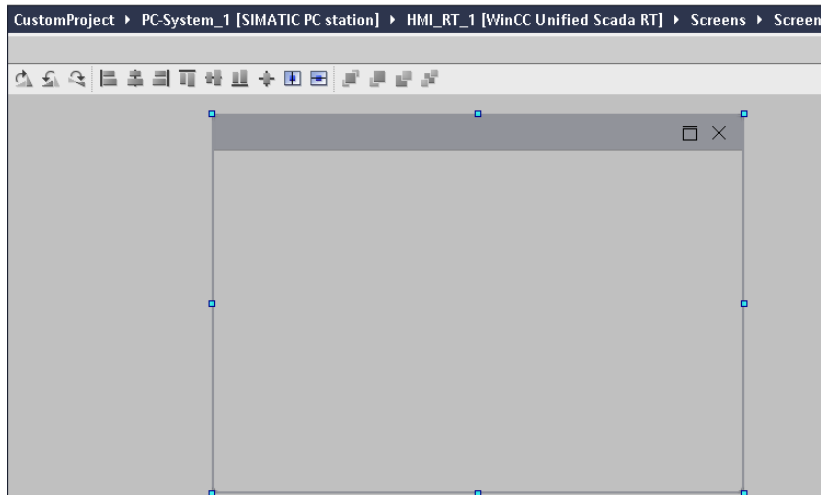 CustomProject ▸ PC-System_1 [SIMATIC PC station] ▸ HMI_RT_1 [WinCC Unified Scada RT] ▸ Screens ▸ Screen